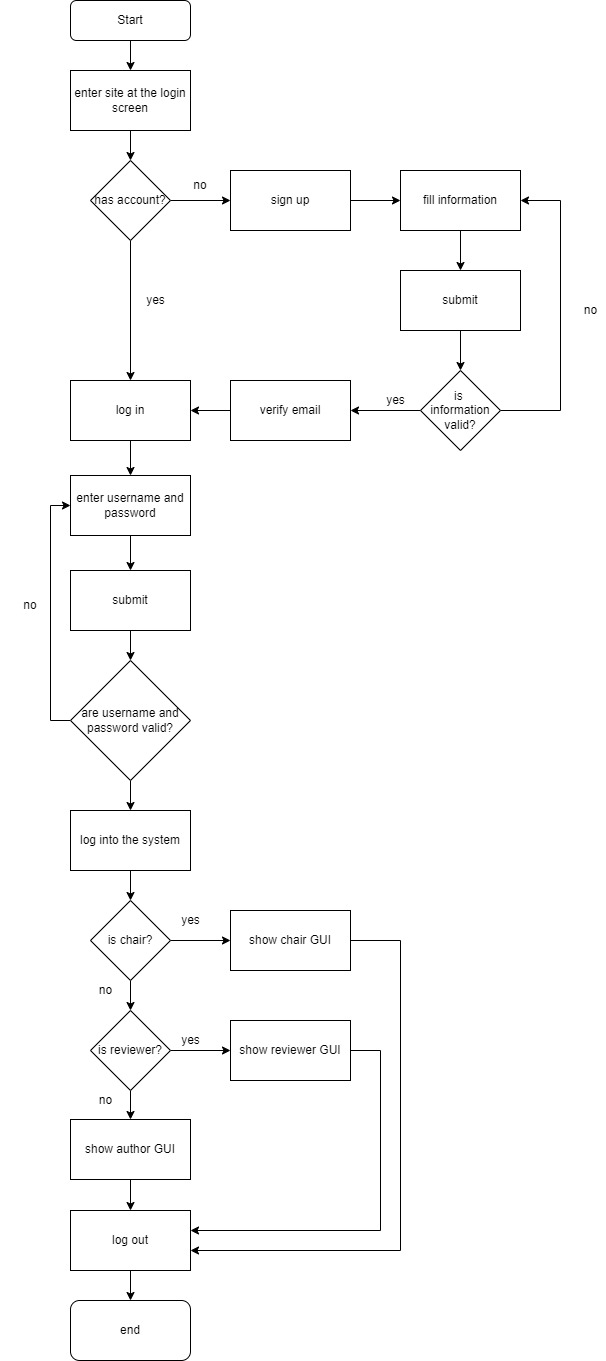 Start
enter site at the login
screen
has account?
no
sign up
fill information
yes
submit
no
log in
verify email
yes
is
information
valid?
enter username and
password
no
submit
are username and
password valid?
log into the system
is chair?
yes
show chair GUI
no
is reviewer?
yes
show reviewer GUI
no
show author GUI
log out
end